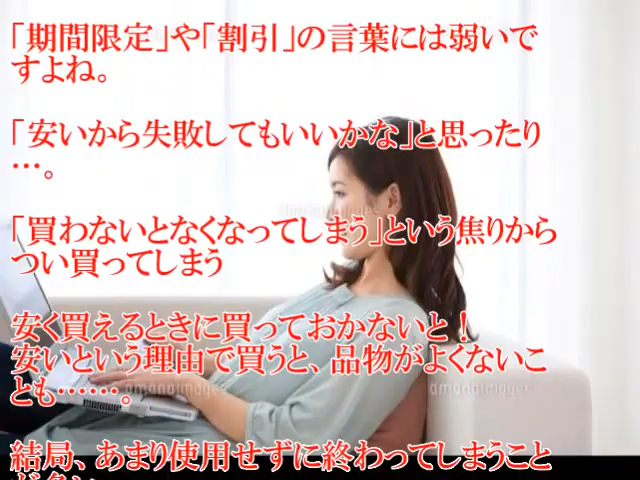 「期間限定」や「割引」の言葉には弱いで
すよね。
「安いから失敗してもいいかな」と思ったり
…。
「買わないとなくなってしまう」という焦りから
つい買ってしまう
安く買えるときに買っておかないと！
安いという理由で買うと、品物がよくないこ
とも……。
結局、あまり使用せずに終わってしまうこと
amanaimages
amanaimages
amanaimages